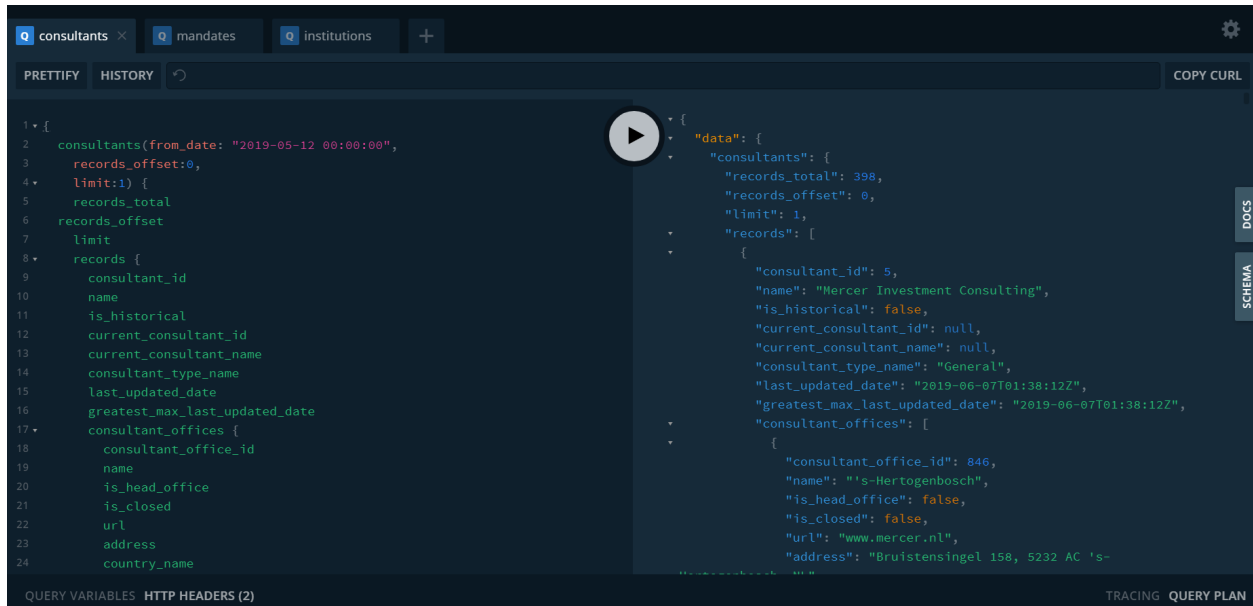 Q consultants × Q mandates Q institutions +
PRETTIFY HISTORY COPY CURL
1 {
2 consultants(from_date: "2019-05-12 00:00:00",
3 records_offset:0,
4 limit:1) {
5 records_total
6 records_offset
7 limit
8 records {
9 consultant_id
10 name
11 is_historical
12 current_consultant_id
13 current_consultant_name
14 consultant_type_name
15 last_updated_date
16 greatest_max_last_updated_date
17 consultant_offices {
18 consultant_office_id
19 name
20 is_head_office
21 is_closed
22 url
23 address
24 country_name
{
"data": {
"consultants": {
"records_total": 398,
"records_offset": 0,
"limit": 1,
"records": [
{
"consultant_id": 5,
"name": "Mercer Investment Consulting",
"is_historical": false,
"current_consultant_id": null,
"current_consultant_name": null,
"consultant_type_name": "General",
"last_updated_date": "2019-06-07T01:38:12Z",
"greatest_max_last_updated_date": "2019-06-07T01:38:12Z",
"consultant_offices": [
{
"consultant_office_id": 846,
"name": "'s-Hertogenbosch",
"is_head_office": false,
"is_closed": false,
"url": "www.mercer.nl",
"address": "Bruistensingel 158, 5232 AC 's-
Hertogenbosch, NL"
DOCS
SCHEMA
QUERY VARIABLES HTTP HEADERS (2) TRACING QUERY PLAN